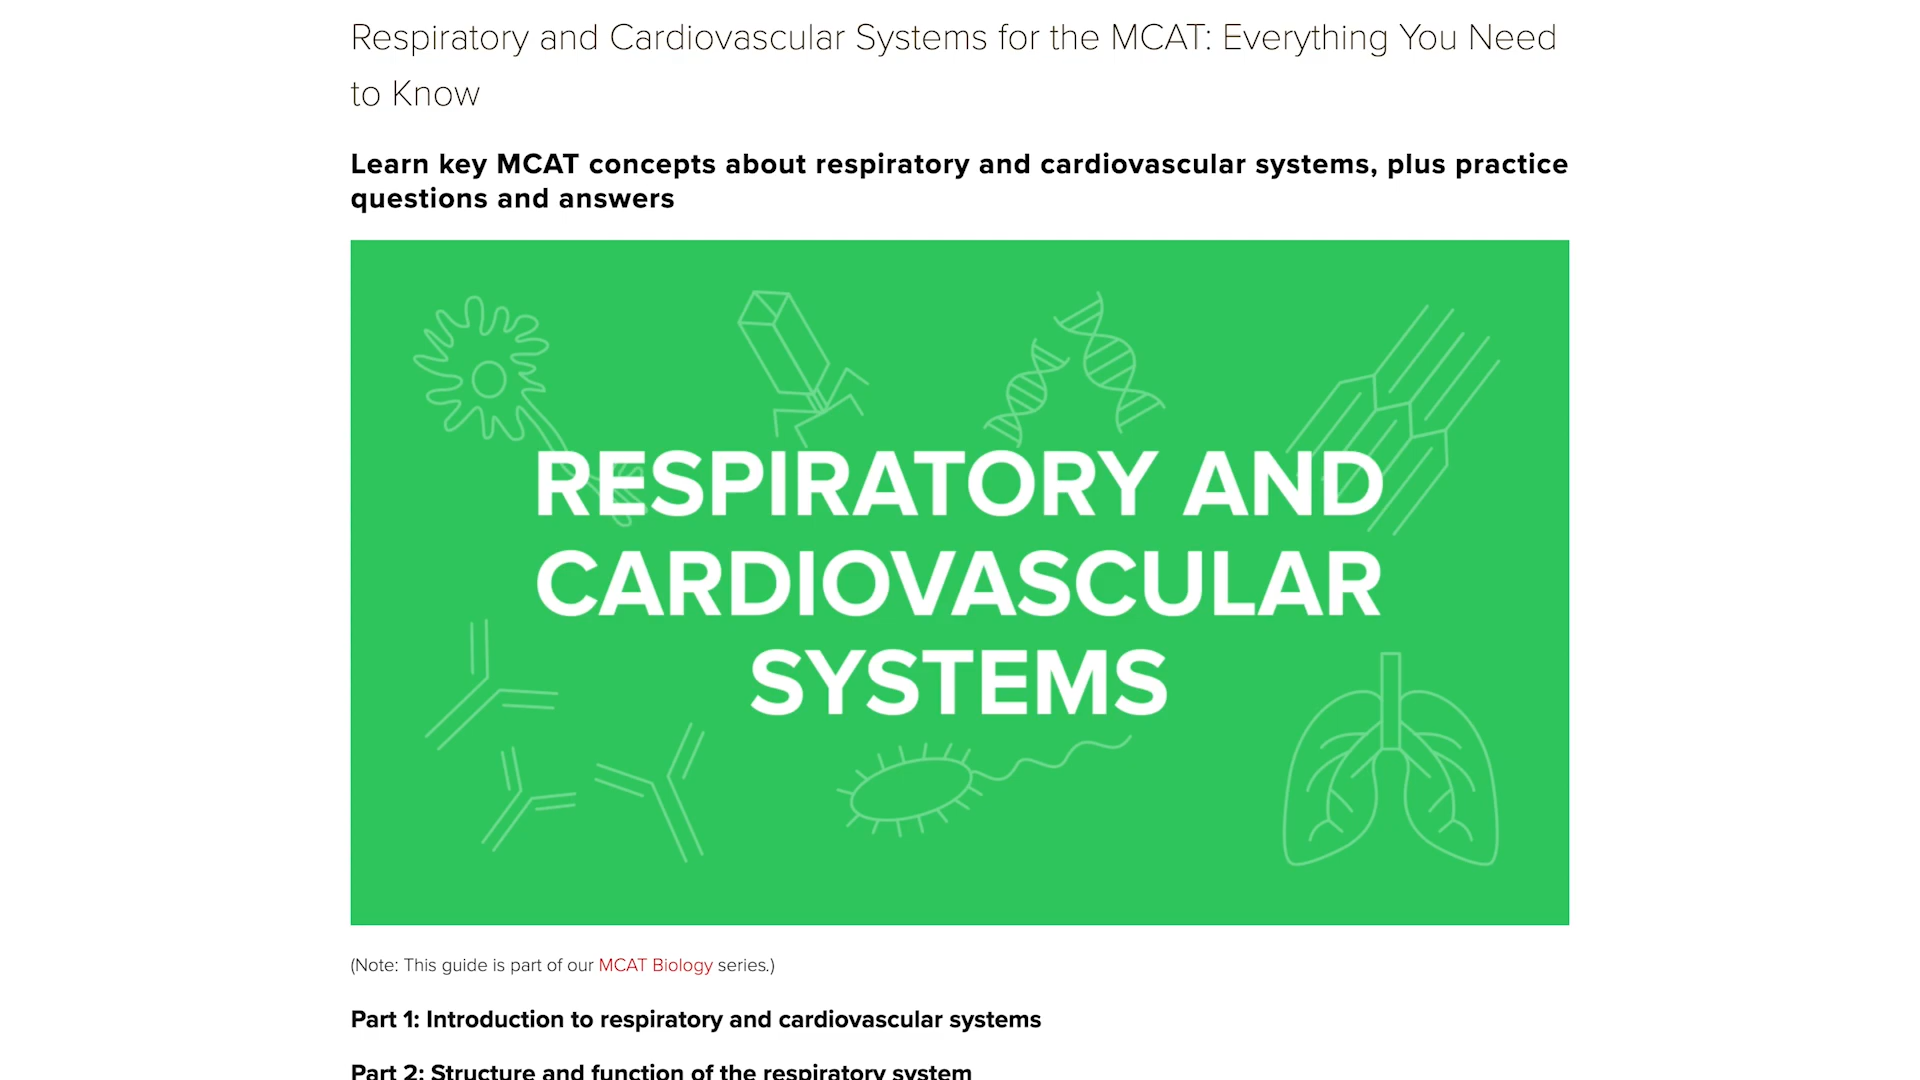 Respiratory and Cardiovascular Systems for the MCAT: Everything You Need
to Know
Learn key MCAT concepts about respiratory and cardiovascular systems, plus practice
questions and answers
RESPIRATORY AND
CARDIOVASCULAR
SYSTEMS
(Note: This guide is part of our MCAT Biology series.)
Part 1: Introduction to respiratory and cardiovascular systems
Part 2: Structure and function of the respiratory system